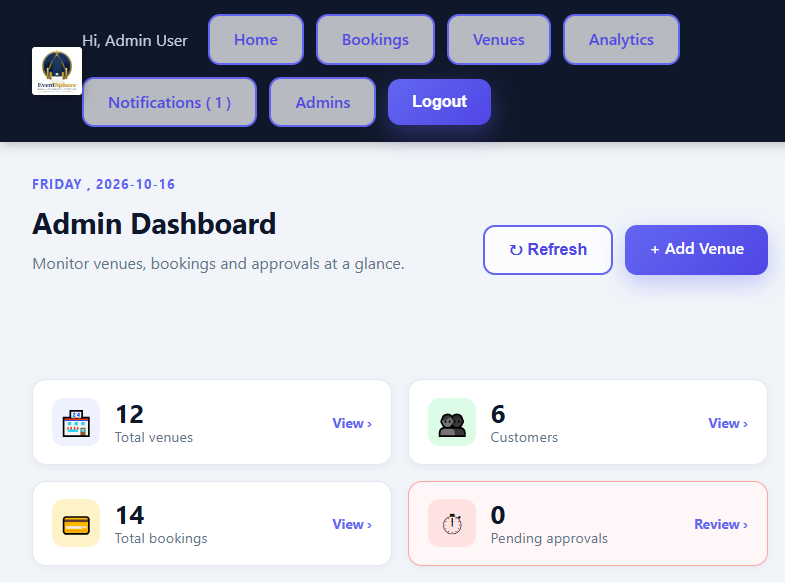 Hi, Admin User
Home
Bookings
Venues
Analytics
EventSphere
Notifications ( 1 )
Admins
Logout
FRIDAY , 2026-10-16
Admin Dashboard
Monitor venues, bookings and approvals at a glance.
↻ Refresh
+ Add Venue
12
Total venues
View ›
6
Customers
View ›
14
Total bookings
View ›
0
Pending approvals
Review ›